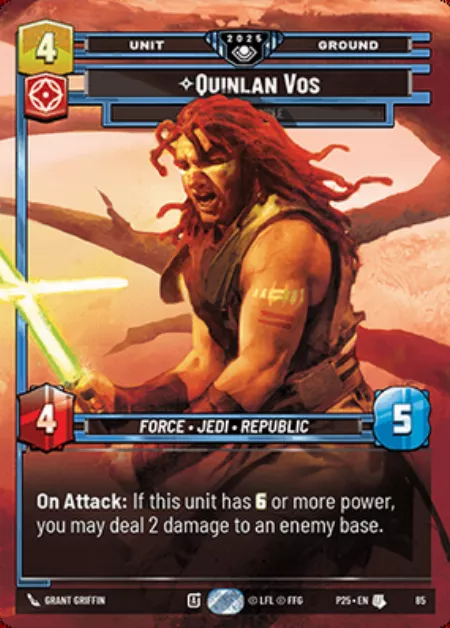 4
UNIT
2025
GROUND
QUINLAN VOS
4
FORCE • JEDI • REPUBLIC
5
On Attack: If this unit has 6 or more power,
you may deal 2 damage to an enemy base.
GRANT GRIFFIN
© LFL © FFG
P25 • EN
85